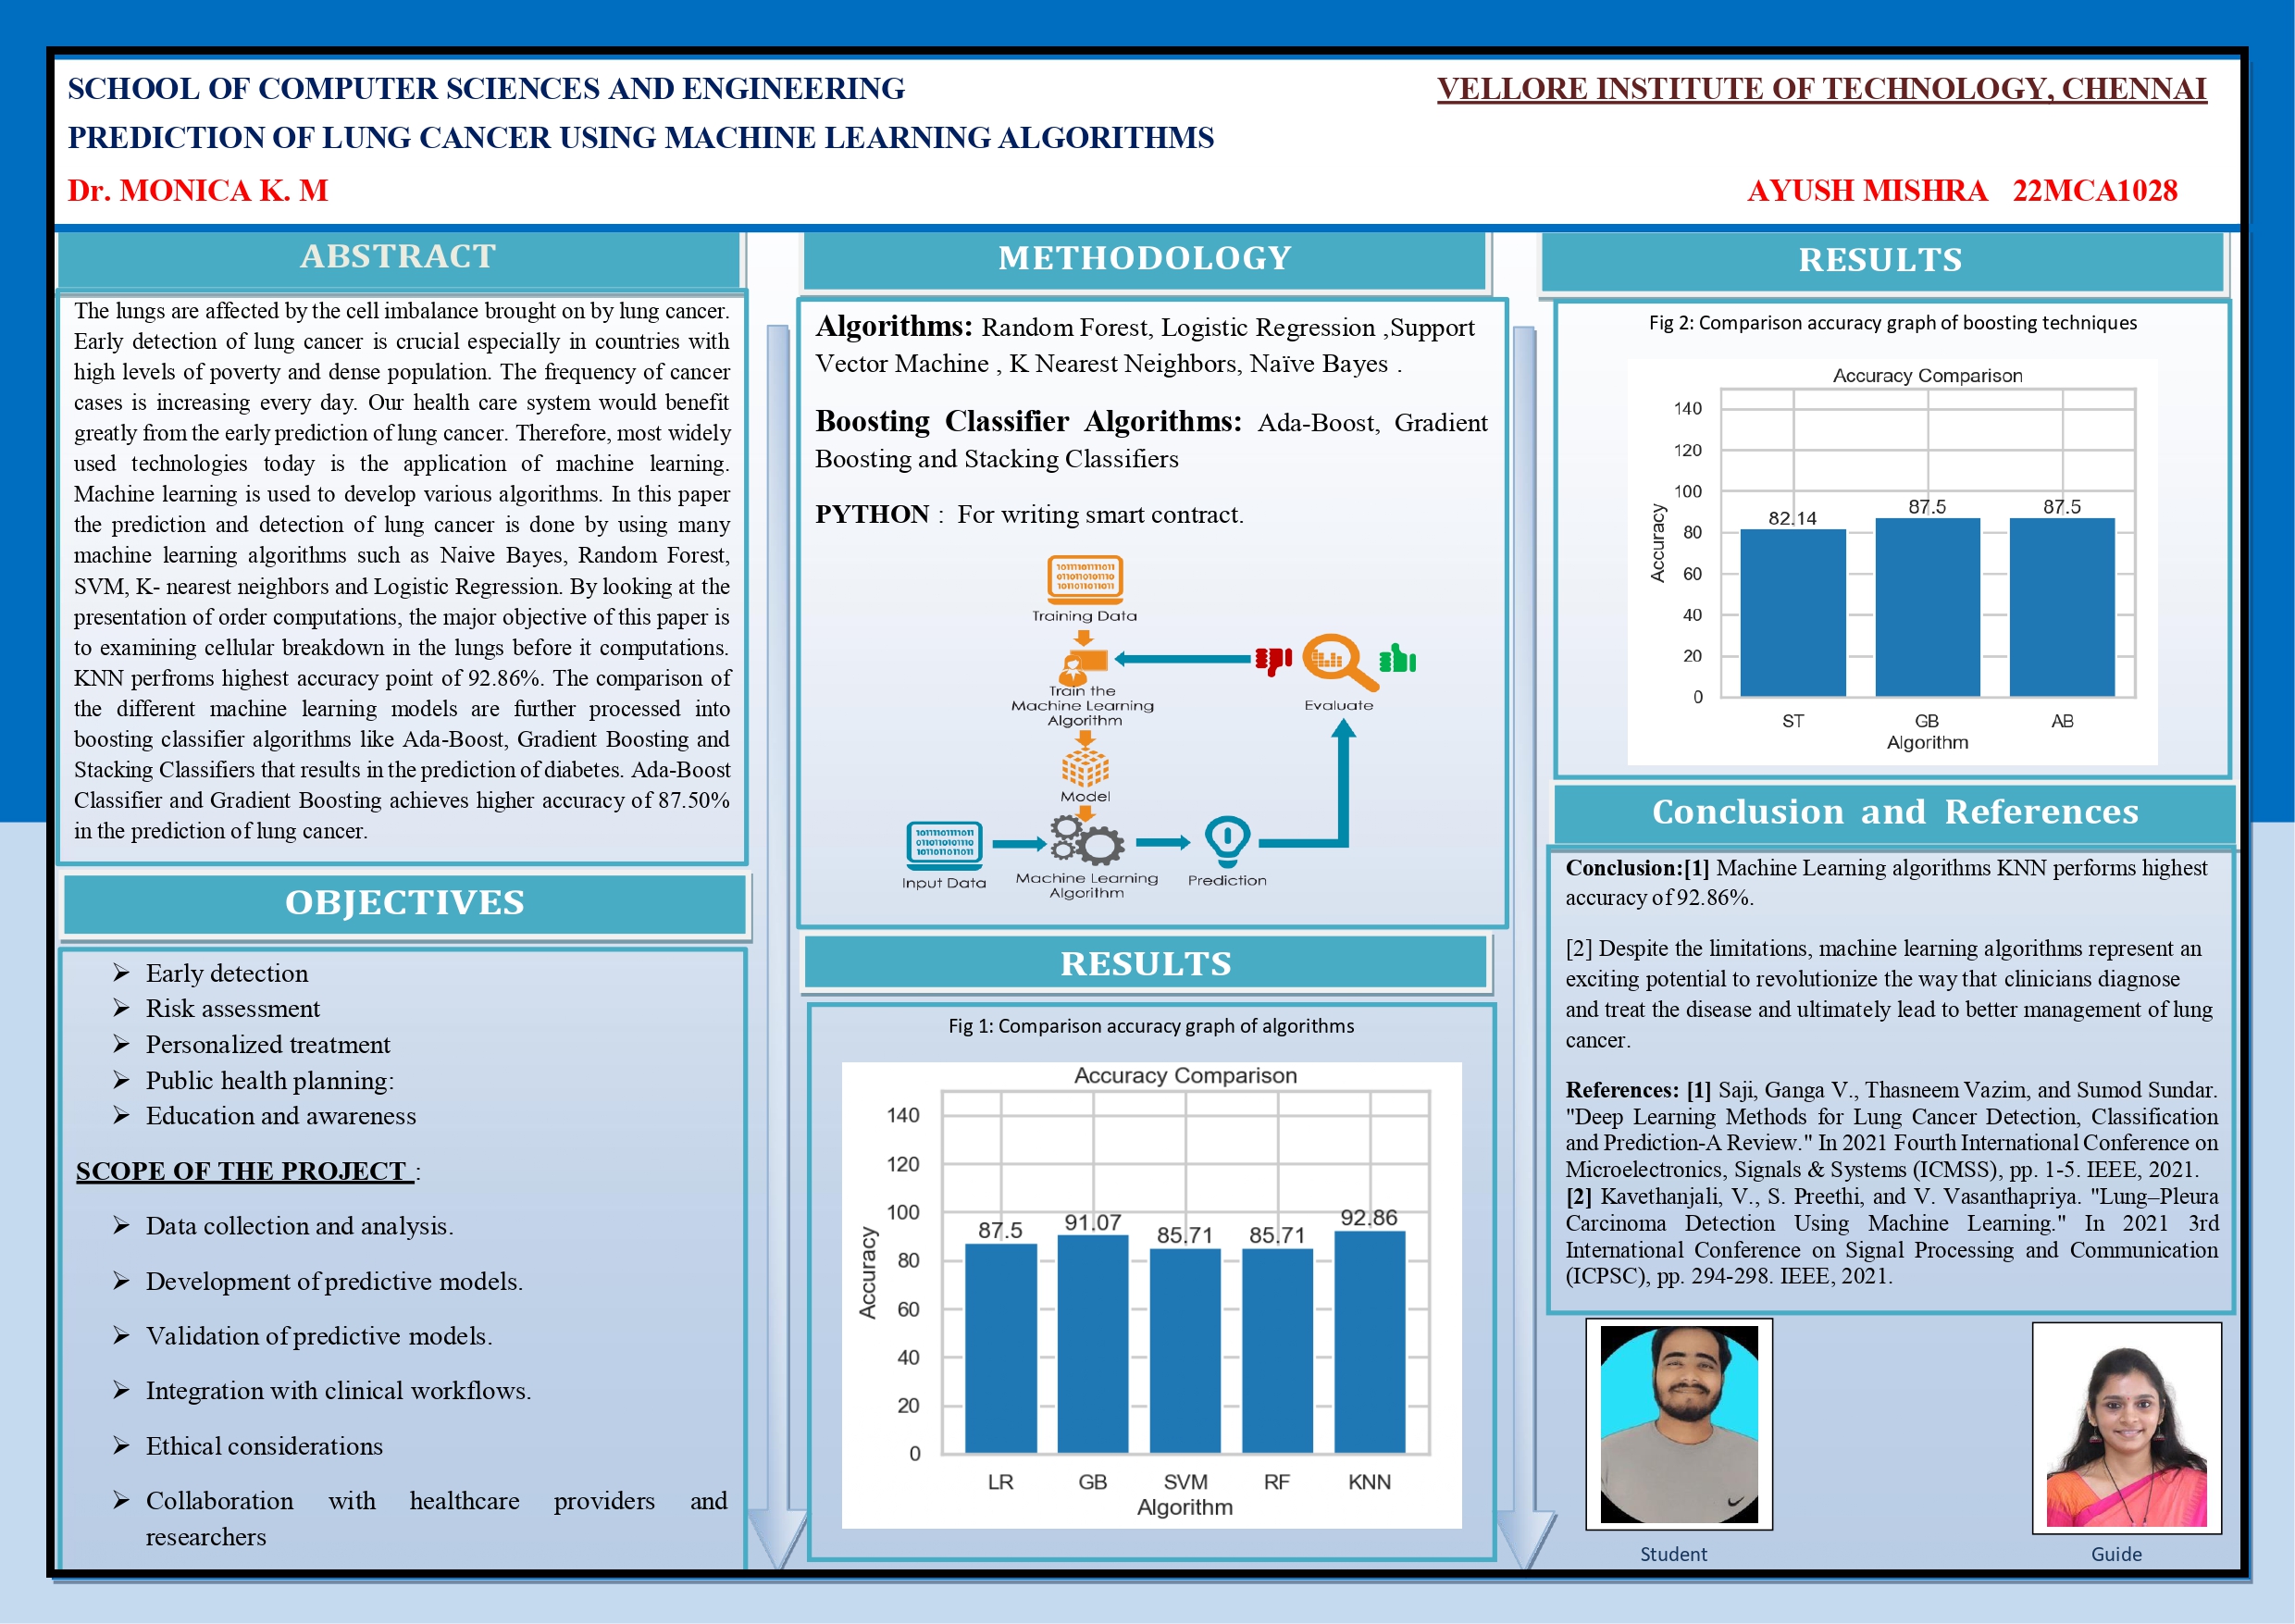 SCHOOL OF COMPUTER SCIENCES AND ENGINEERING
VELLORE INSTITUTE OF TECHNOLOGY, CHENNAI
PREDICTION OF LUNG CANCER USING MACHINE LEARNING ALGORITHMS
Dr. MONICA K. M
AYUSH MISHRA 22MCA1028
ABSTRACT
The lungs are affected by the cell imbalance brought on by lung cancer.
Early detection of lung cancer is crucial especially in countries with
high levels of poverty and dense population. The frequency of cancer
cases is increasing every day. Our health care system would benefit
greatly from the early prediction of lung cancer. Therefore, most widely
used technologies today is the application of machine learning.
Machine learning is used to develop various algorithms. In this paper
the prediction and detection of lung cancer is done by using many
machine learning algorithms such as Naive Bayes, Random Forest,
SVM, K- nearest neighbors and Logistic Regression. By looking at the
presentation of order computations, the major objective of this paper is
to examining cellular breakdown in the lungs before it computations.
KNN perfroms highest accuracy point of 92.86%. The comparison of
the different machine learning models are further processed into
boosting classifier algorithms like Ada-Boost, Gradient Boosting and
Stacking Classifiers that results in the prediction of diabetes. Ada-Boost
Classifier and Gradient Boosting achieves higher accuracy of 87.50%
in the prediction of lung cancer.
OBJECTIVES
➢ Early detection
➢ Risk assessment
➢ Personalized treatment
➢ Public health planning:
➢ Education and awareness
SCOPE OF THE PROJECT :
➢ Data collection and analysis.
➢ Development of predictive models.
➢ Validation of predictive models.
➢ Integration with clinical workflows.
➢ Ethical considerations
➢ Collaboration with healthcare providers and
researchers
METHODOLOGY
Algorithms: Random Forest, Logistic Regression ,Support
Vector Machine , K Nearest Neighbors, Naïve Bayes .
Boosting Classifier Algorithms: Ada-Boost, Gradient
Boosting and Stacking Classifiers
PYTHON : For writing smart contract.
10111101111011
011011010110
101101101011
Training Data
Train the
Machine Learning
Algorithm
Evaluate
Model
Input Data
Machine Learning
Algorithm
Prediction
RESULTS
Fig 1: Comparison accuracy graph of algorithms
Accuracy Comparison
140
120
100
80
60
40
20
0
Accuracy
87.5
91.07
85.71
85.71
92.86
LR GB SVM RF KNN
Algorithm
RESULTS
Fig 2: Comparison accuracy graph of boosting techniques
Accuracy Comparison
140
120
100
80
60
40
20
0
Accuracy
82.14
87.5
87.5
ST GB AB
Algorithm
Conclusion and References
Conclusion:[1] Machine Learning algorithms KNN performs highest
accuracy of 92.86%.
[2] Despite the limitations, machine learning algorithms represent an
exciting potential to revolutionize the way that clinicians diagnose
and treat the disease and ultimately lead to better management of lung
cancer.
References: [1] Saji, Ganga V., Thasneem Vazim, and Sumod Sundar.
"Deep Learning Methods for Lung Cancer Detection, Classification
and Prediction-A Review." In 2021 Fourth International Conference on
Microelectronics, Signals & Systems (ICMSS), pp. 1-5. IEEE, 2021.
[2] Kavethanjali, V., S. Preethi, and V. Vasanthapriya. "Lung–Pleura
Carcinoma Detection Using Machine Learning." In 2021 3rd
International Conference on Signal Processing and Communication
(ICPSC), pp. 294-298. IEEE, 2021.
Student
Guide